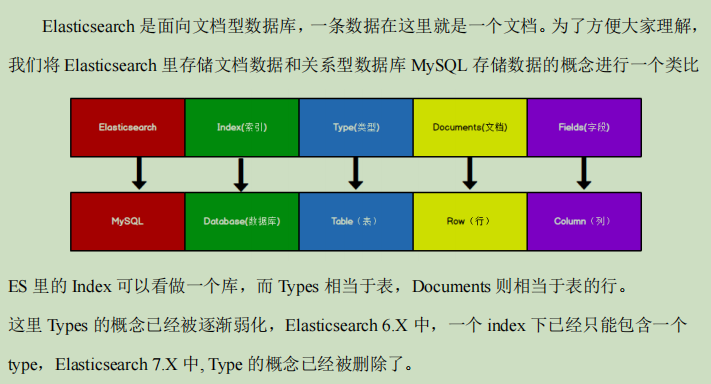 Elasticsearch 是面向文档型数据库，一条数据在这里就是一个文档。为了方便大家理解，
我们将 Elasticsearch 里存储文档数据和关系型数据库 MySQL 存储数据的概念进行一个类比
Elasticsearch Index(索引) Type(类型) Documents(文档) Fields(字段)
MySQL Database(数据库) Table（表） Row（行） Column（列）
ES 里的 Index 可以看做一个库，而 Types 相当于表，Documents 则相当于表的行。
这里 Types 的概念已经被逐渐弱化，Elasticsearch 6.X 中，一个 index 下已经只能包含一个
type，Elasticsearch 7.X 中, Type 的概念已经被删除了。